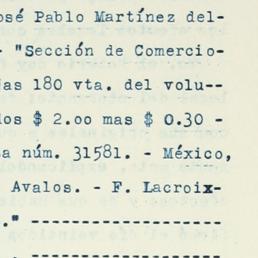 osé Pablo Martínez del-
- "Sección de Comercio-
as 180 vta. del volu--
os $ 2.00 mas $ 0.30 -
a núm. 31581. - México,
Avalos. - F. Lacroix-
." --------------------
. ---------------------